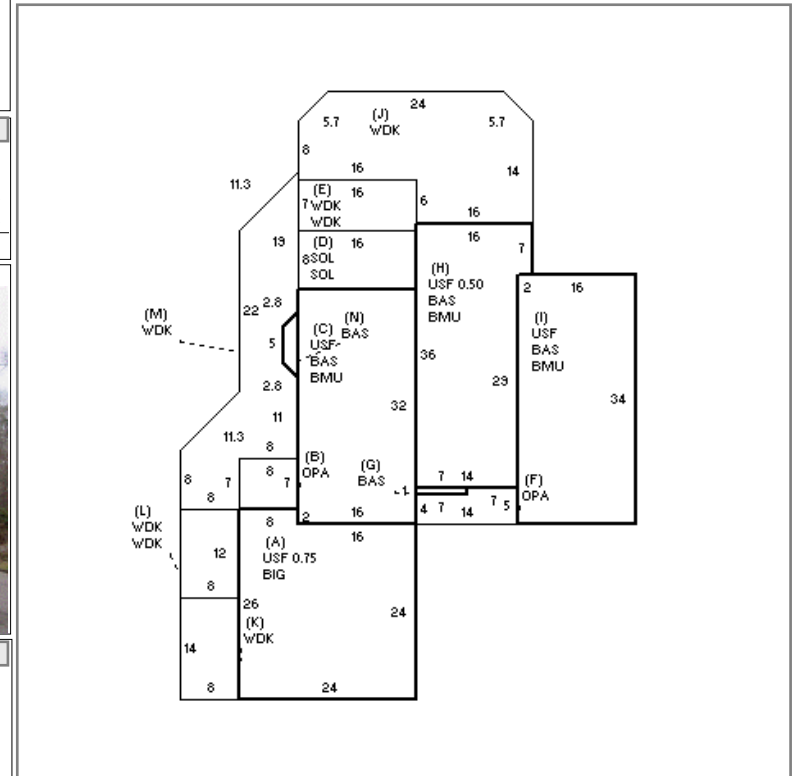 24
(J)
WDK
5.7
5.7
8
16
14
11.3
(E)
WDK
WDK
16
7
6
16
16
7
19
(D)
SOL
SOL
16
8
(H)
USF 0.50
BAS
BMU
2
16
22
2.8
(M)
WDK
(N)
BAS
(C)
USF
BAS
BMU
(I)
USF
BAS
BMU
5
36
29
2.8
34
32
11
11.3
8
(B)
OPA
(G)
BAS
8
7
7
8
8
7
14
(F)
OPA
1
7
5
4
7
14
(L)
WDK
WDK
2
16
8
16
(A)
USF 0.75
BIG
12
8
26
24
(K)
WDK
14
8
24